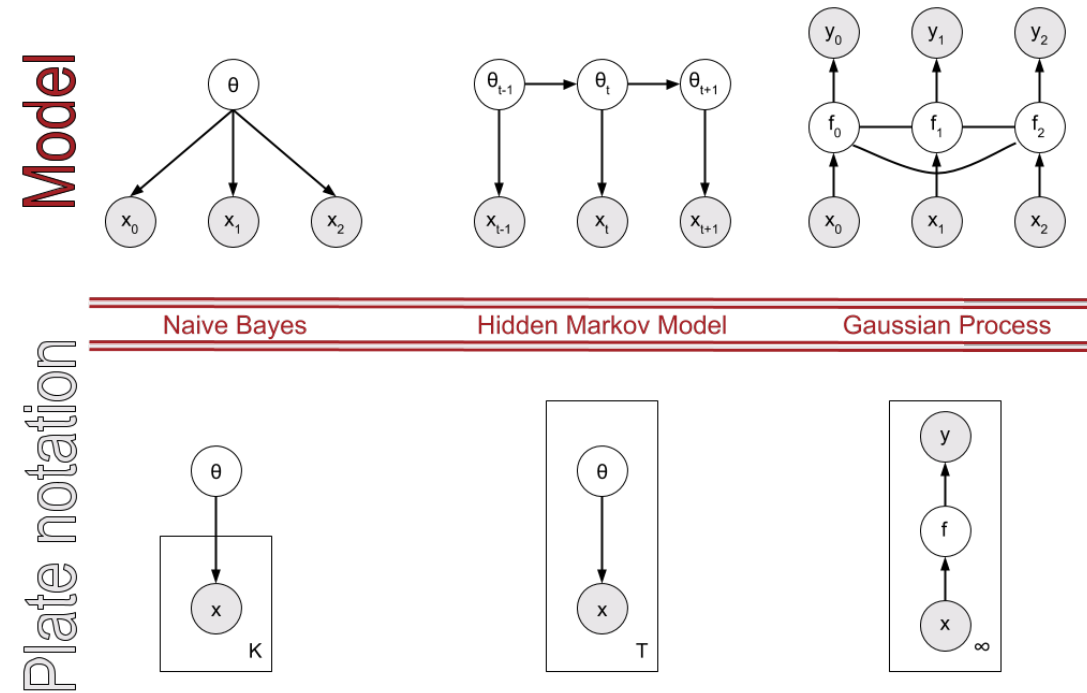 Model
θ
x0 x1 x2
θt-1 θt θt+1
xt-1 xt xt+1
y0 y1 y2
f0 f1 f2
x0 x1 x2
Naive Bayes
Hidden Markov Model
Gaussian Process
Plate notation
θ
x
K
θ
x
T
y
f
x
∞